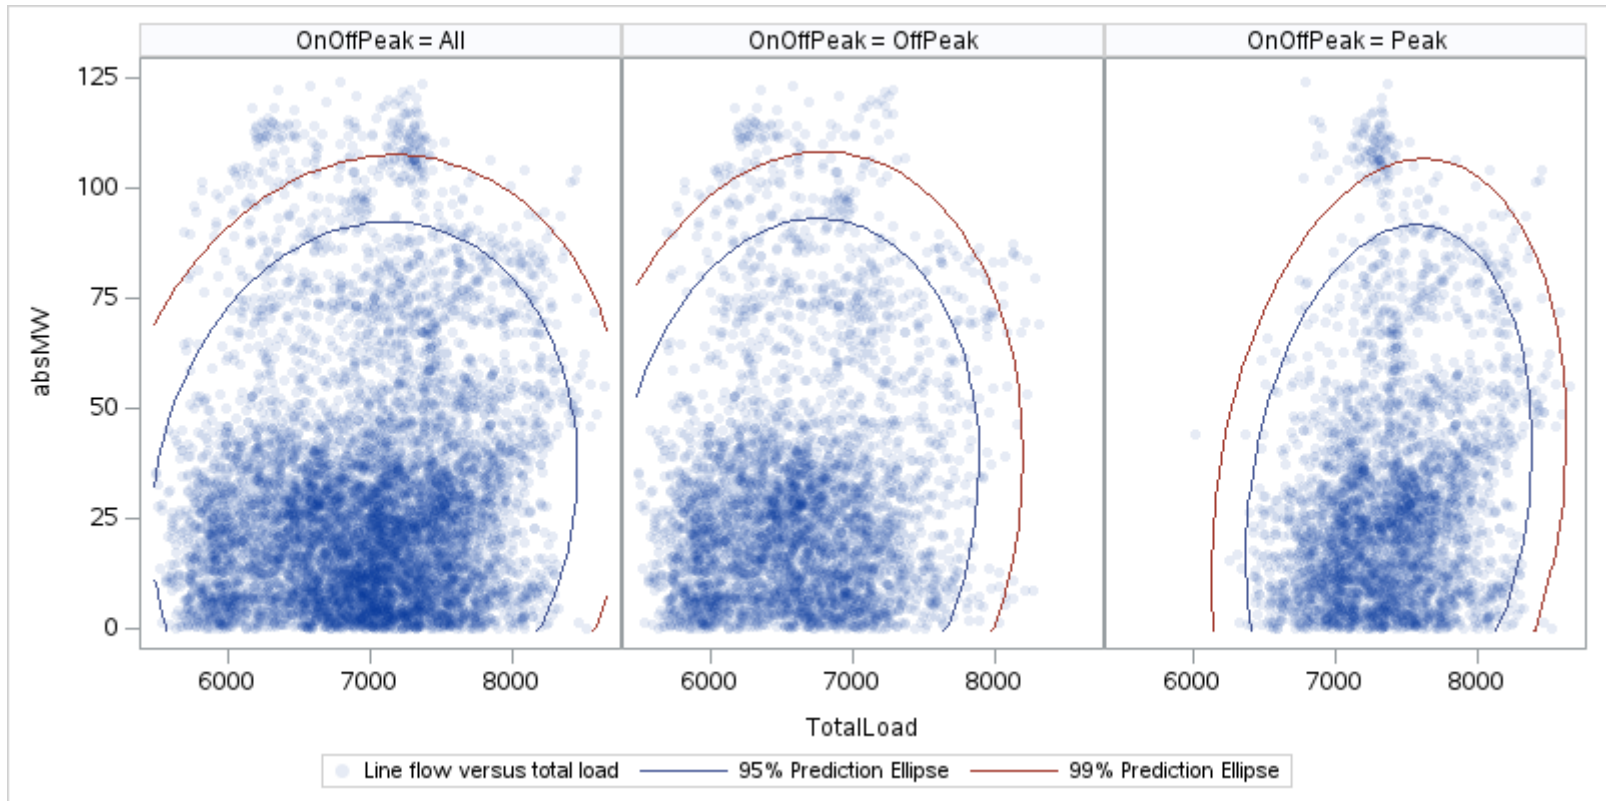 OnOffPeak = All
OnOffPeak = OffPeak
OnOffPeak = Peak
absMW
125
100
75
50
25
0
6000 7000 8000
6000 7000 8000
6000 7000 8000
TotalLoad
Line flow versus total load 95% Prediction Ellipse 99% Prediction Ellipse